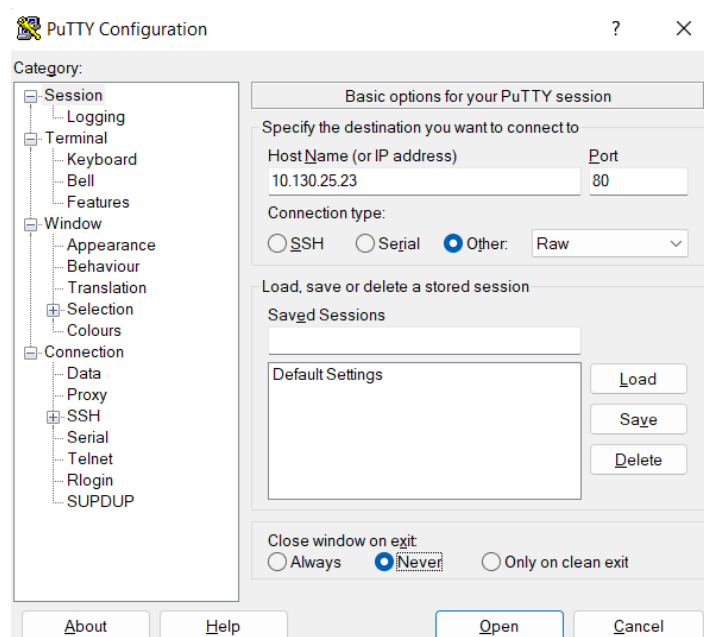 PuTTY Configuration
?
Category:
Session
Logging
Terminal
Keyboard
Bell
Features
Window
Appearance
Behaviour
Translation
Selection
Colours
Connection
Data
Proxy
SSH
Serial
Telnet
Rlogin
SUPDUP
Basic options for your PuTTY session
Specify the destination you want to connect to
Host Name (or IP address) Port
10.130.25.23 80
Connection type:
SSH Serial Other: Raw
Load, save or delete a stored session
Saved Sessions
Default Settings
Load
Save
Delete
Close window on exit:
Always Never Only on clean exit
About Help Open Cancel